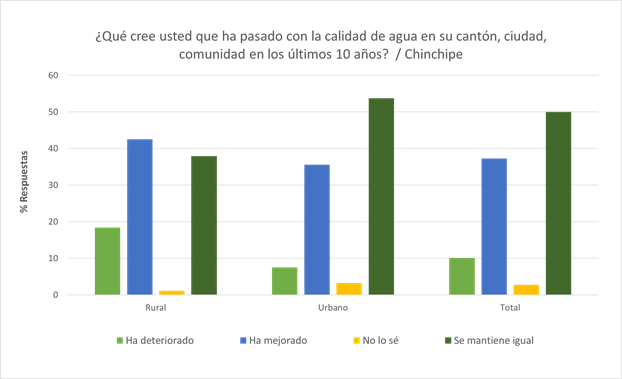 ¿Qué cree usted que ha pasado con la calidad de agua en su cantón, ciudad,
comunidad en los últimos 10 años?  / Chinchipe
% Respuestas
60
50
40
30
20
10
0
Rural
Urbano
Total
Ha deteriorado
Ha mejorado
No lo sé
Se mantiene igual